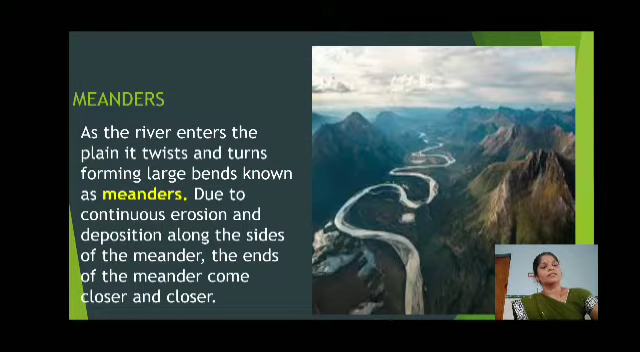 MEANDERS
As the river enters the
plain it twists and turns
forming large bends known
as meanders. Due to
continuous erosion and
deposition along the sides
of the meander, the ends
of the meander come
closer and closer.